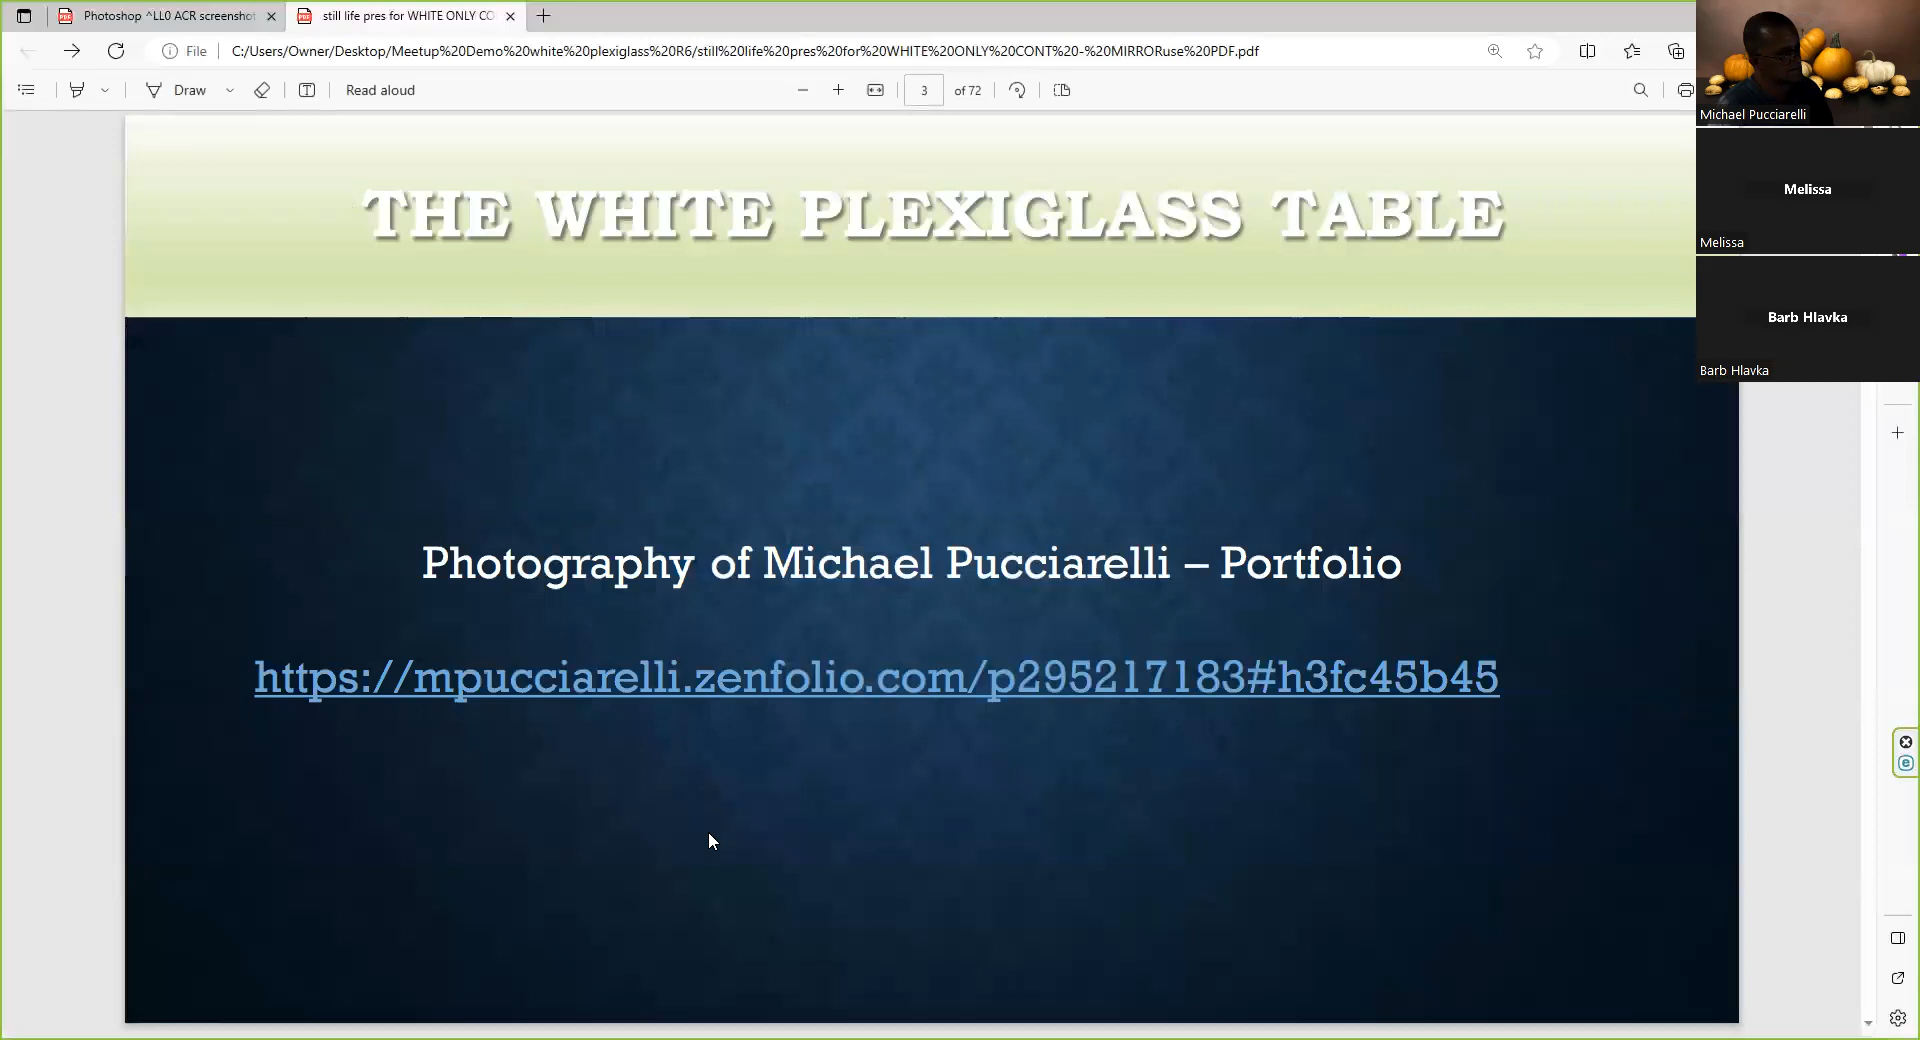 Photoshop ^LL0 ACR screenshot
still life pres for WHITE ONLY CO
File
C:/Users/Owner/Desktop/Meetup%20Demo%20white%20plexiglass%20R6/still%20life%20pres%20for%20WHITE%20ONLY%20CONT%20-%20MIRRORuse%20PDF.pdf
Draw
Read aloud
3
of 72
Michael Pucciarelli
Melissa
Melissa
Barb Hlavka
Barb Hlavka
THE WHITE PLEXIGLASS TABLE
Photography of Michael Pucciarelli – Portfolio
https://mpucciarelli.zenfolio.com/p295217183#h3fc45b45